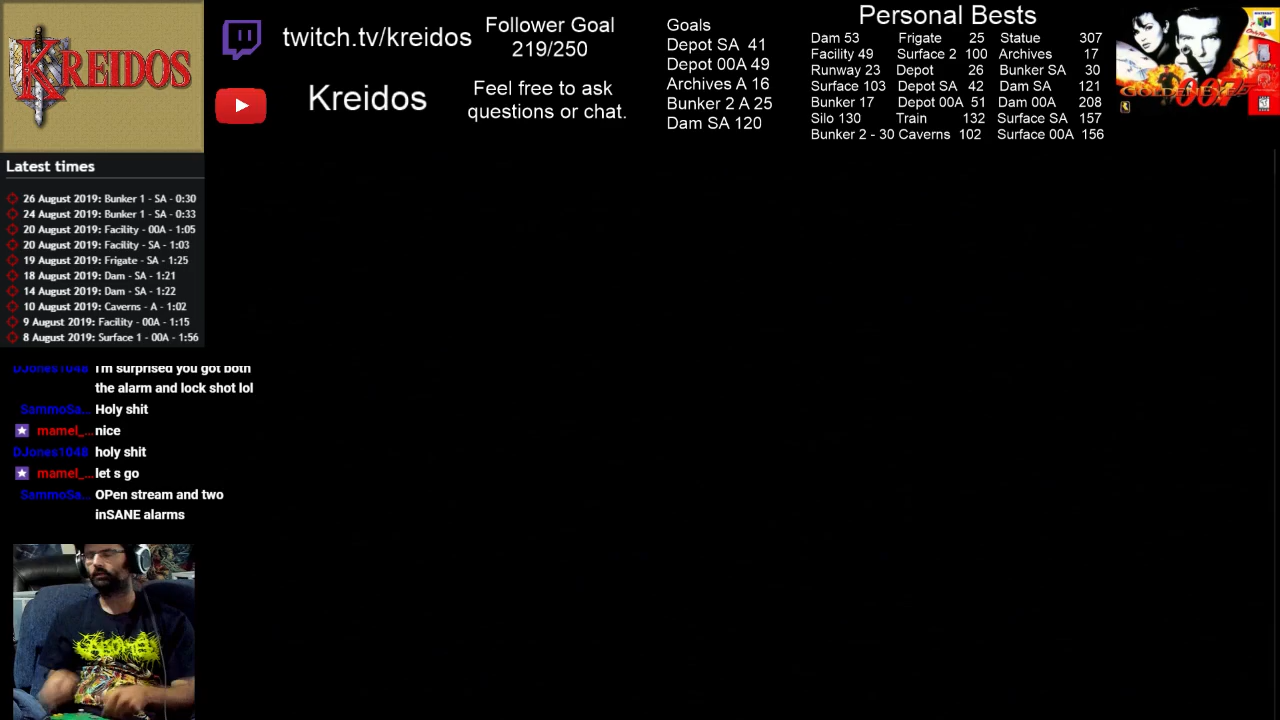 KREIDOS
twitch.tv/kreidos
Kreidos
Follower Goal
219/250
Feel free to ask
questions or chat.
Goals
Depot SA 41
Depot 00A 49
Archives A 16
Bunker 2 A 25
Dam SA 120
Personal Bests
Dam 53 Frigate 25 Statue 307
Facility 49 Surface 2 100 Archives 17
Runway 23 Depot 26 Bunker SA 30
Surface 103 Depot SA 42 Dam SA 121
Bunker 17 Depot 00A 51 Dam 00A 208
Silo 130 Train 132 Surface SA 157
Bunker 2 - 30 Caverns 102 Surface 00A 156
GOLDENEYE
007
Latest times
26 August 2019: Bunker 1 - SA - 0:30
24 August 2019: Bunker 1 - SA - 0:33
20 August 2019: Facility - 00A - 1:05
20 August 2019: Facility - SA - 1:03
19 August 2019: Frigate - SA - 1:25
18 August 2019: Dam - SA - 1:21
14 August 2019: Dam - SA - 1:22
10 August 2019: Caverns - A - 1:02
9 August 2019: Facility - 00A - 1:15
8 August 2019: Surface 1 - 00A - 1:56
DJones1048 I'm surprised you got both
the alarm and lock shot lol
SammoSa... Holy shit
mamel_... nice
DJones1048 holy shit
mamel_... let s go
SammoSa... OPen stream and two
inSANE alarms